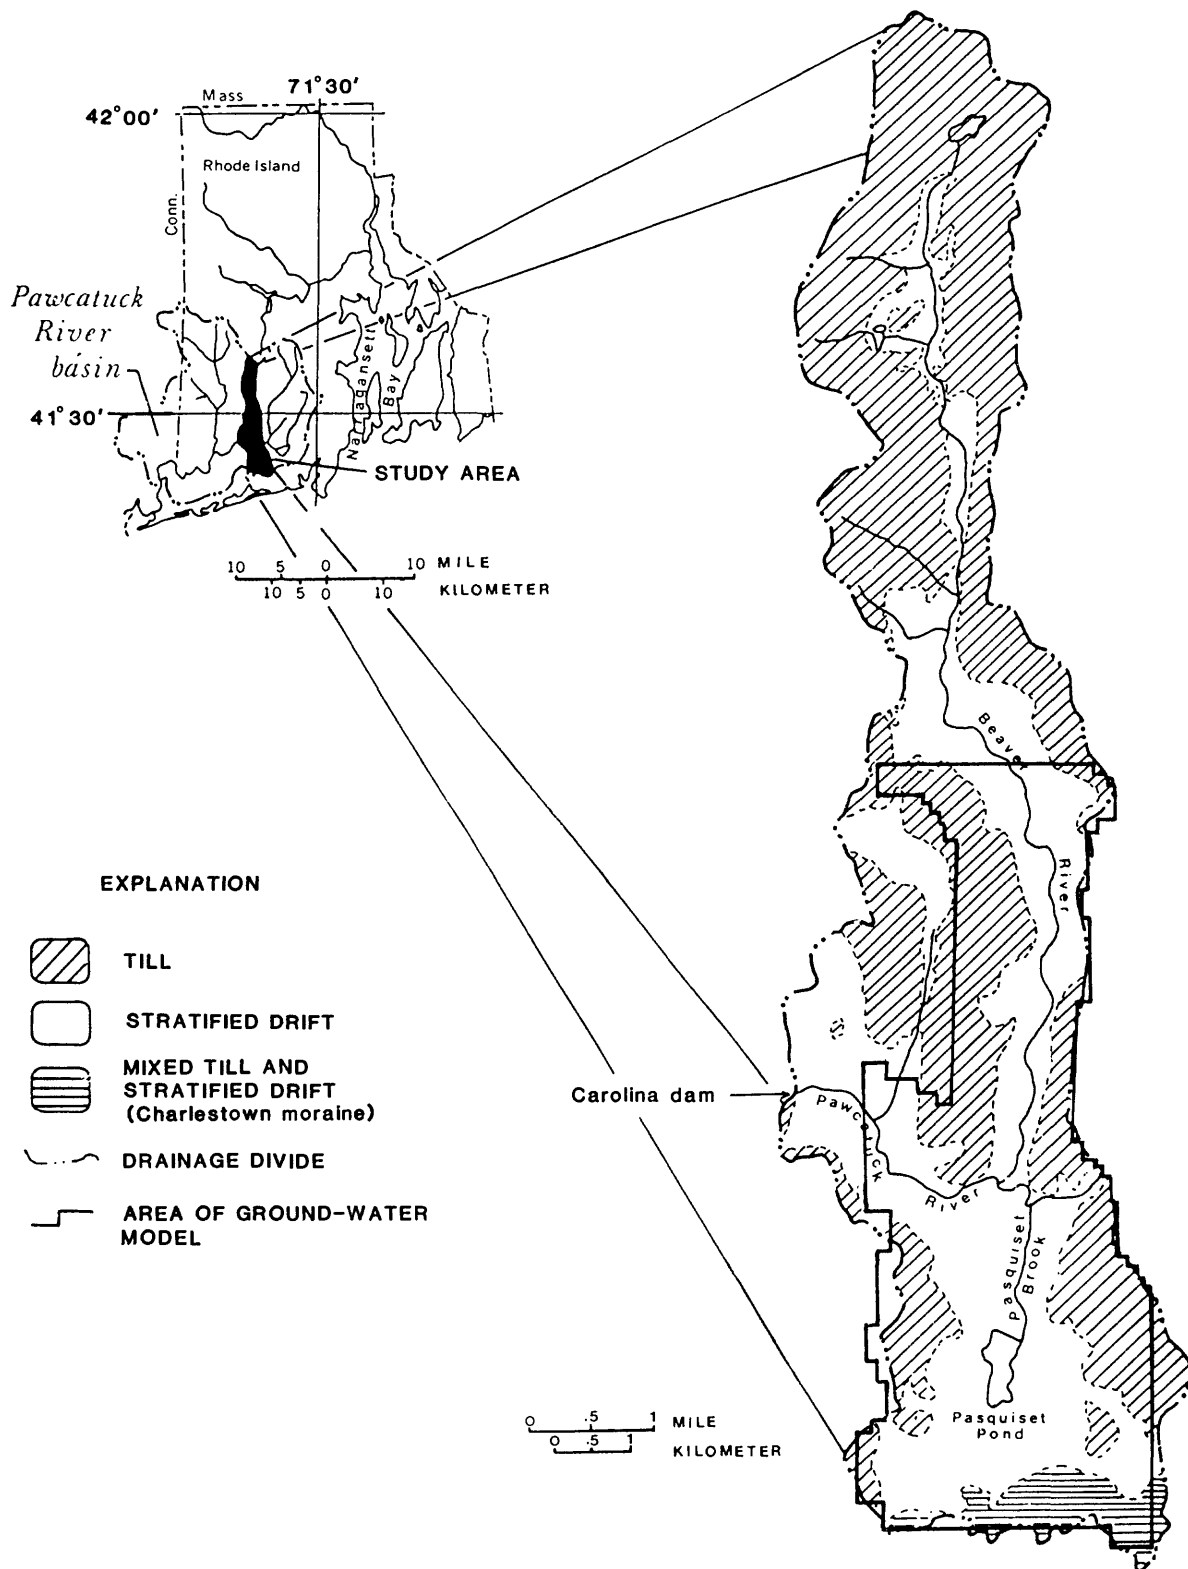 71°30'
Mass
42°00'
Rhode Island
Conn.
Pawcatuck
River
basin
41°30'
Narragansett
Bay
STUDY AREA
10 5 0 10 MILE
10 5 0 10 KILOMETER
Beaver
River
EXPLANATION
TILL
STRATIFIED DRIFT
MIXED TILL AND
STRATIFIED DRIFT
(Charlestown moraine)
DRAINAGE DIVIDE
AREA OF GROUND-WATER
MODEL
Carolina dam
Pawcatuck
River
Pasquiset
Brook
Pasquiset
Pond
0 .5 1 MILE
0 .5 1 KILOMETER